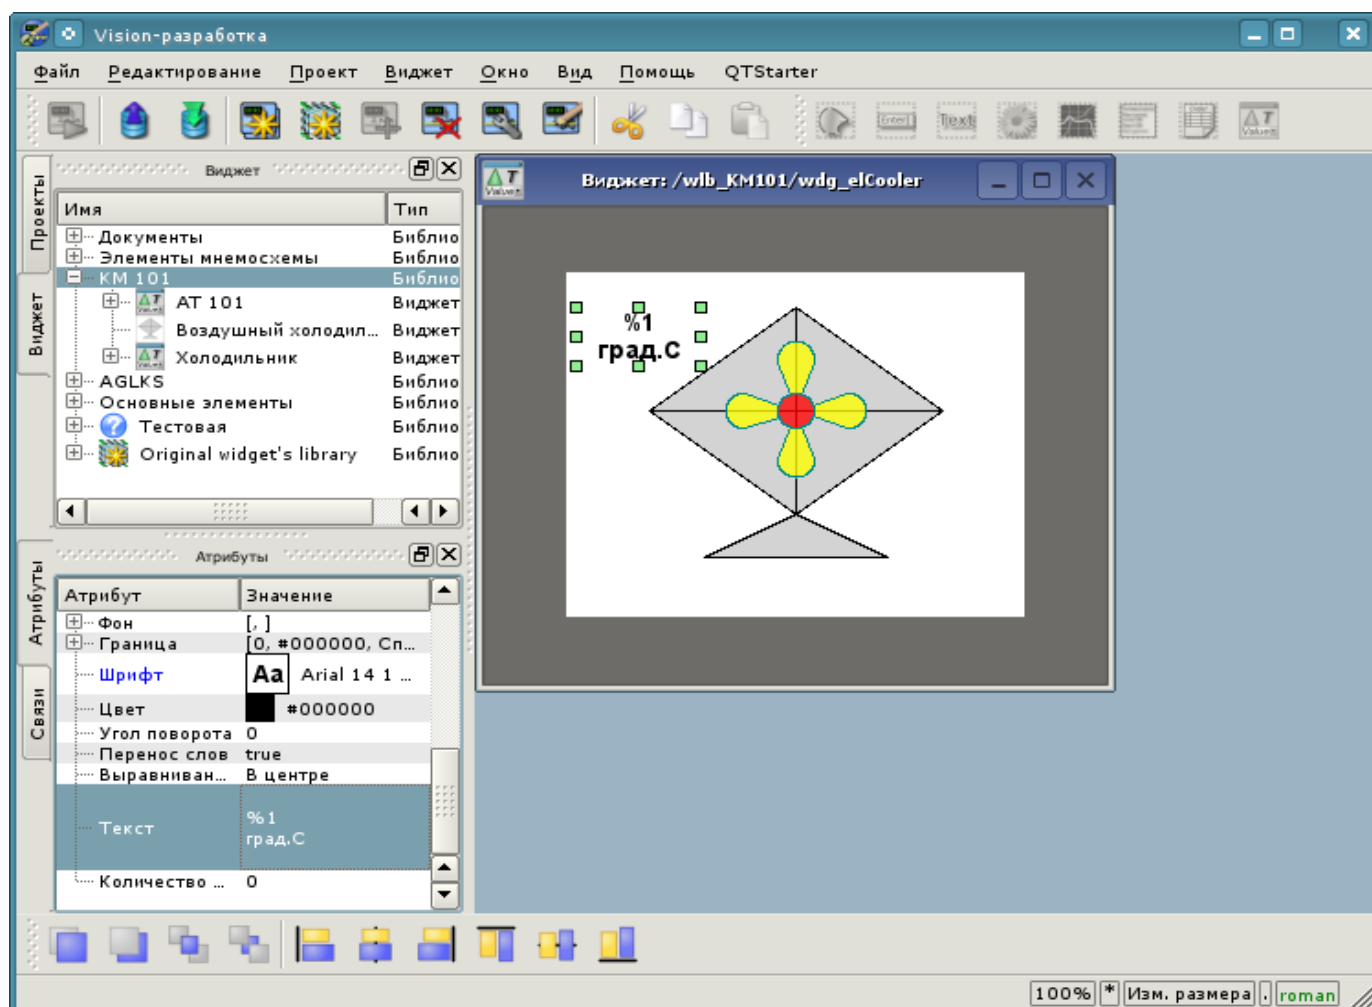 Vision-разработка
Файл Редактирование Проект Виджет Окно Вид Помощь QTStarter
Enter Text ΔT Value=
Проекты
Виджет
Виджет
Имя Тип
Документы Библио
Элементы мнемосхемы Библио
КМ 101 Библио
АТ 101 Виджет
Воздушный холодил... Виджет
Холодильник Виджет
AGLKS Библио
Основные элементы Библио
Тестовая Библио
Original widget's library Библио
Атрибуты
Связи
Атрибуты
Атрибут Значение
Фон [, ]
Граница [0, #000000, Сп...
Шрифт Aa Arial 14 1 ...
Цвет #000000
Угол поворота 0
Перенос слов true
Выравниван... В центре
Текст %1
град.С
Количество ... 0
Виджет: /wlb_KM101/wdg_elCooler
%1
град.С
100% * Изм. размера . roman